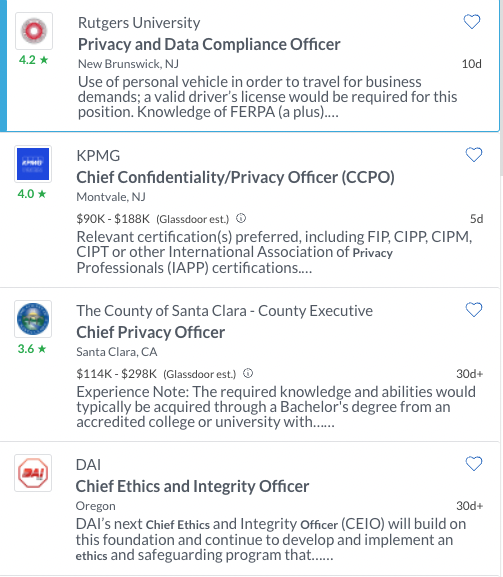 Rutgers University
Privacy and Data Compliance Officer
4.2 ★
New Brunswick, NJ
10d
Use of personal vehicle in order to travel for business
demands; a valid driver's license would be required for this
position. Knowledge of FERPA (a plus)....
KPMG
KPMG
Chief Confidentiality/Privacy Officer (CCPO)
4.0 ★
Montvale, NJ
$90K - $188K (Glassdoor est.)
5d
Relevant certification(s) preferred, including FIP, CIPP, CIPM,
CIPT or other International Association of Privacy
Professionals (IAPP) certifications....
The County of Santa Clara - County Executive
Chief Privacy Officer
3.6 ★
Santa Clara, CA
$114K - $298K (Glassdoor est.)
30d+
Experience Note: The required knowledge and abilities would
typically be acquired through a Bachelor's degree from an
accredited college or university with......
DAI
DAI
Chief Ethics and Integrity Officer
Oregon
30d+
DAI's next Chief Ethics and Integrity Officer (CEIO) will build on
this foundation and continue to develop and implement an
ethics and safeguarding program that......